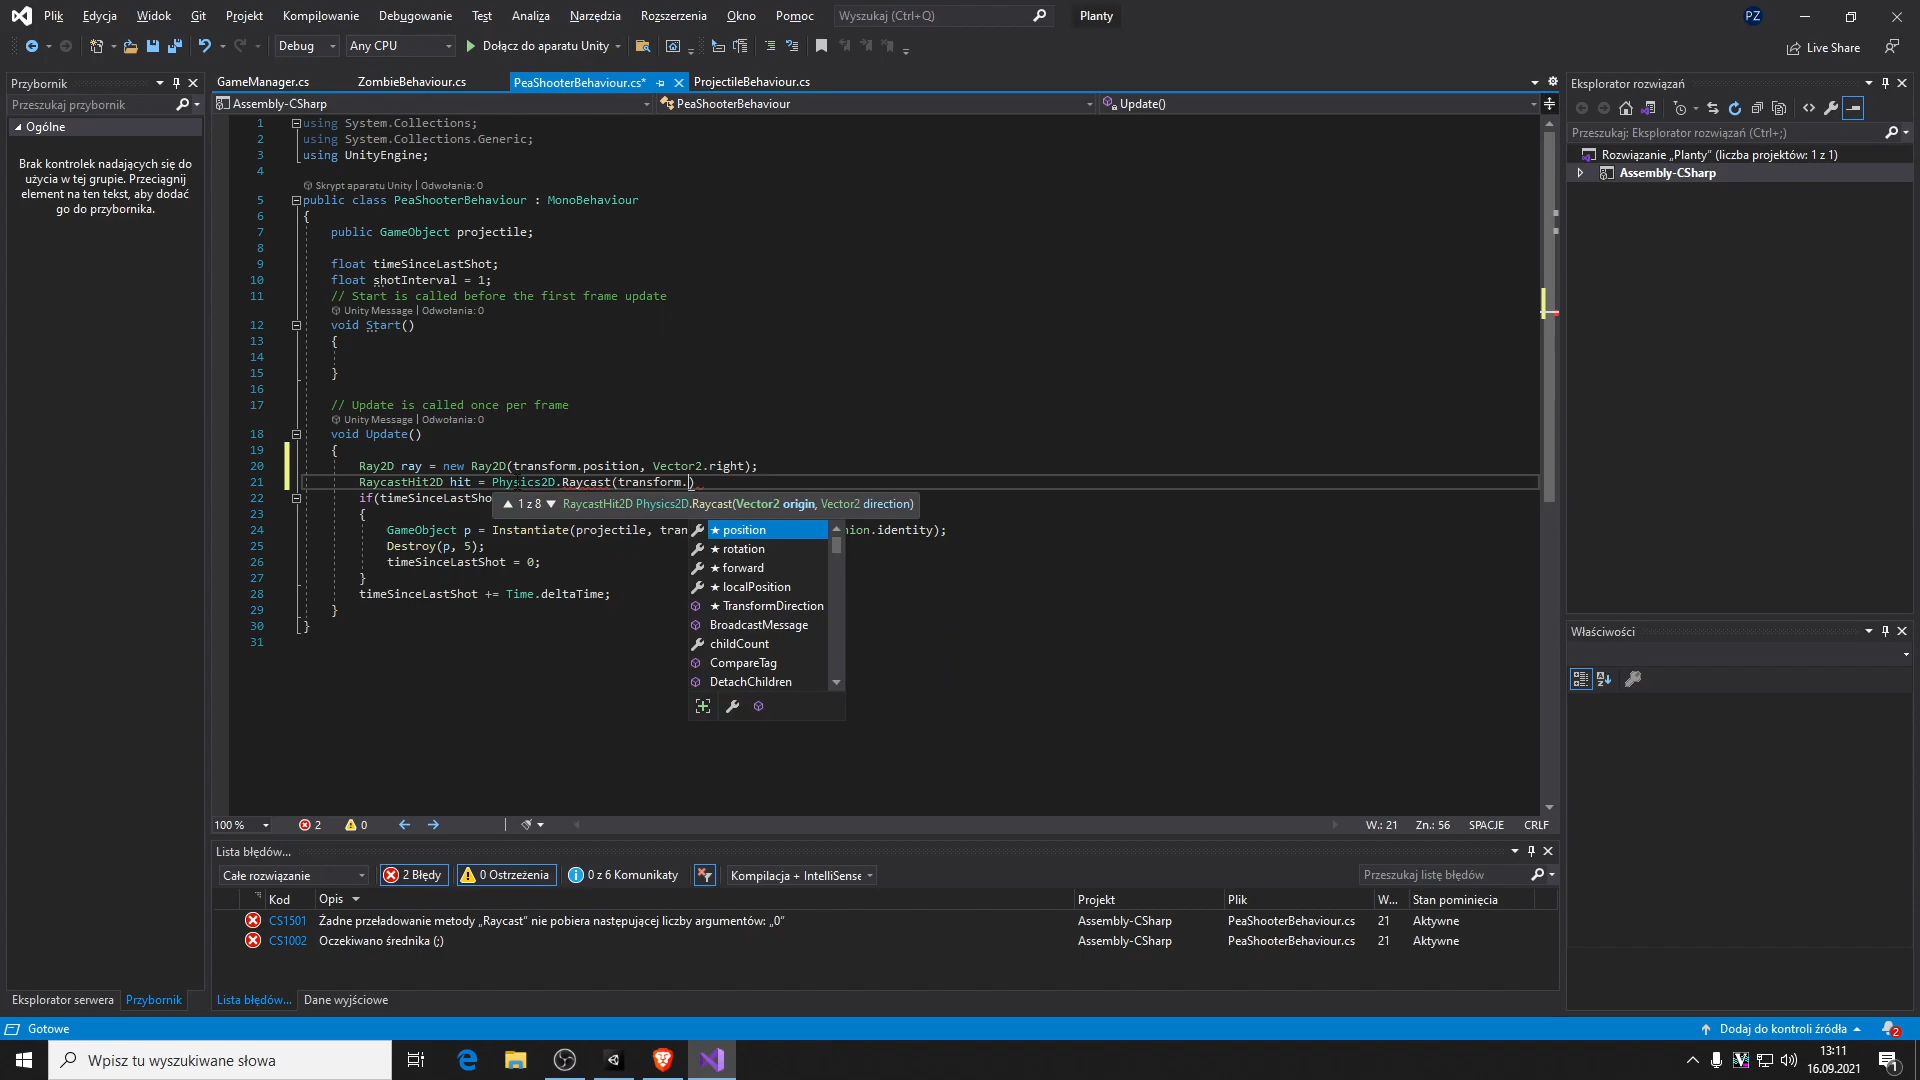 Plik Edycja Widok Git Projekt Kompilowanie Debugowanie Test Analiza Narzędzia Rozszerzenia Okno Pomoc Wyszukaj (Ctrl+Q) Planty PZ
Debug Any CPU Dołącz do aparatu Unity Live Share
Przybornik
Przeszukaj przybornik
Ogólne
Brak kontrolek nadających się do
użycia w tej grupie. Przeciągnij
element na ten tekst, aby dodać
go do przybornika.
GameManager.cs ZombieBehaviour.cs PeaShooterBehaviour.cs* ProjectileBehaviour.cs
Assembly-CSharp PeaShooterBehaviour Update()
1 using System.Collections;
2 using System.Collections.Generic;
3 using UnityEngine;
4
Skrypt aparatu Unity | Odwołania: 0
5 public class PeaShooterBehaviour : MonoBehaviour
6 {
7 public GameObject projectile;
8
9 float timeSinceLastShot;
10 float shotInterval = 1;
11 // Start is called before the first frame update
Unity Message | Odwołania: 0
12 void Start()
13 {
14
15 }
16
17 // Update is called once per frame
Unity Message | Odwołania: 0
18 void Update()
19 {
20 Ray2D ray = new Ray2D(transform.position, Vector2.right);
21 RaycastHit2D hit = Physics2D.Raycast(transform.)
22 if(timeSinceLastSho
1 z 8 RaycastHit2D Physics2D.Raycast(Vector2 origin, Vector2 direction)
23 {
24 GameObject p = Instantiate(projectile, tran ion.identity);
25 Destroy(p, 5);
26 timeSinceLastShot = 0;
27 }
28 timeSinceLastShot += Time.deltaTime;
29 }
30 }
31
★ position
★ rotation
★ forward
★ localPosition
★ TransformDirection
BroadcastMessage
childCount
CompareTag
DetachChildren
100 % 2 0 W.: 21 Zn.: 56 SPACJE CRLF
Lista błędów...
Całe rozwiązanie 2 Błędy 0 Ostrzeżenia 0 z 6 Komunikaty Kompilacja + IntelliSense Przeszukaj listę błędów
Kod Opis Projekt Plik W... Stan pominięcia
CS1501 Żadne przeładowanie metody „Raycast” nie pobiera następującej liczby argumentów: „0” Assembly-CSharp PeaShooterBehaviour.cs 21 Aktywne
CS1002 Oczekiwano średnika (;) Assembly-CSharp PeaShooterBehaviour.cs 21 Aktywne
Eksplorator serwera Przybornik Lista błędów... Dane wyjściowe
Eksplorator rozwiązań
Przeszukaj: Eksplorator rozwiązań (Ctrl+;)
Rozwiązanie „Planty” (liczba projektów: 1 z 1)
Assembly-CSharp
Właściwości
Gotowe Dodaj do kontroli źródła 2
Wpisz tu wyszukiwane słowa
13:11
16.09.2021
1